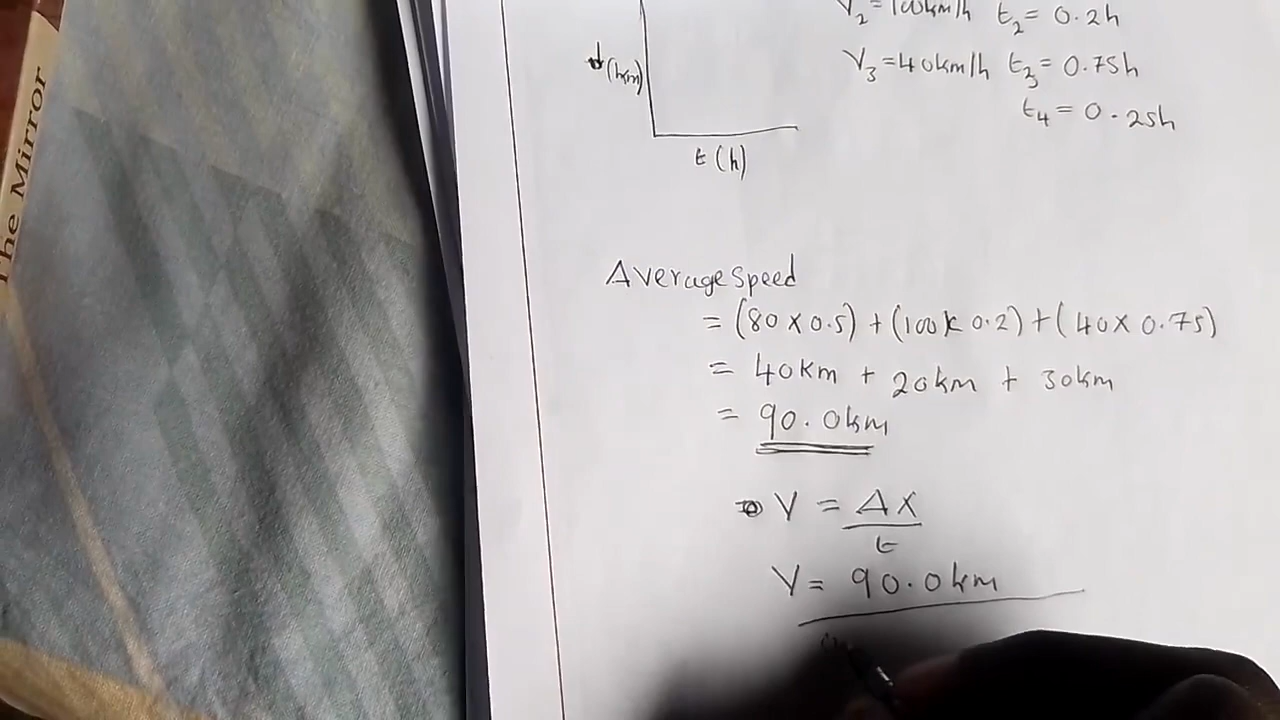 The Mirror
V₂ = 100km/h t₂ = 0.2h
d (km)
V₃ = 40km/h t₃ = 0.75h
t₄ = 0.25h
t (h)
Average speed
= (80 x 0.5) + (100 x 0.2) + (40 x 0.75)
= 40km + 20km + 30km
= 90.0km
V = ΔX
t
V = 90.0km